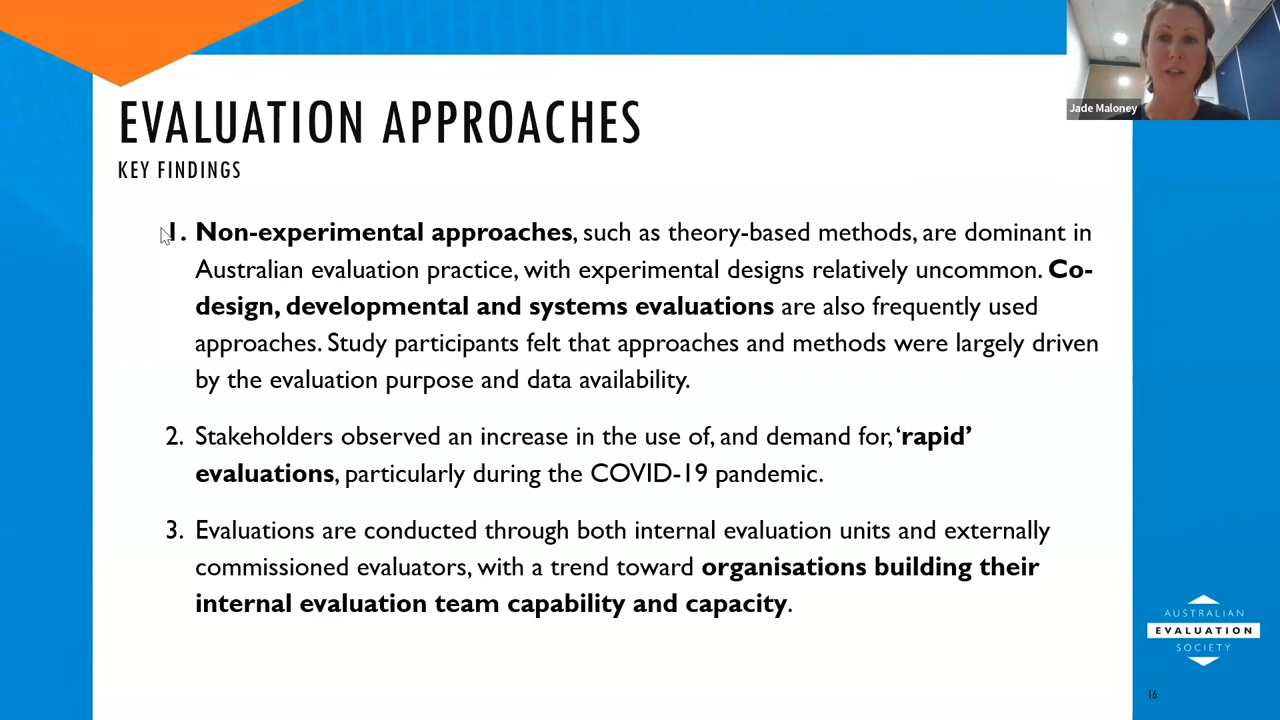 Jade Maloney
EVALUATION APPROACHES
KEY FINDINGS
1. Non-experimental approaches, such as theory-based methods, are dominant in
Australian evaluation practice, with experimental designs relatively uncommon. Co-
design, developmental and systems evaluations are also frequently used
approaches. Study participants felt that approaches and methods were largely driven
by the evaluation purpose and data availability.
2. Stakeholders observed an increase in the use of, and demand for, ‘rapid’
evaluations, particularly during the COVID-19 pandemic.
3. Evaluations are conducted through both internal evaluation units and externally
commissioned evaluators, with a trend toward organisations building their
internal evaluation team capability and capacity.
AUSTRALIAN
EVALUATION
SOCIETY
16